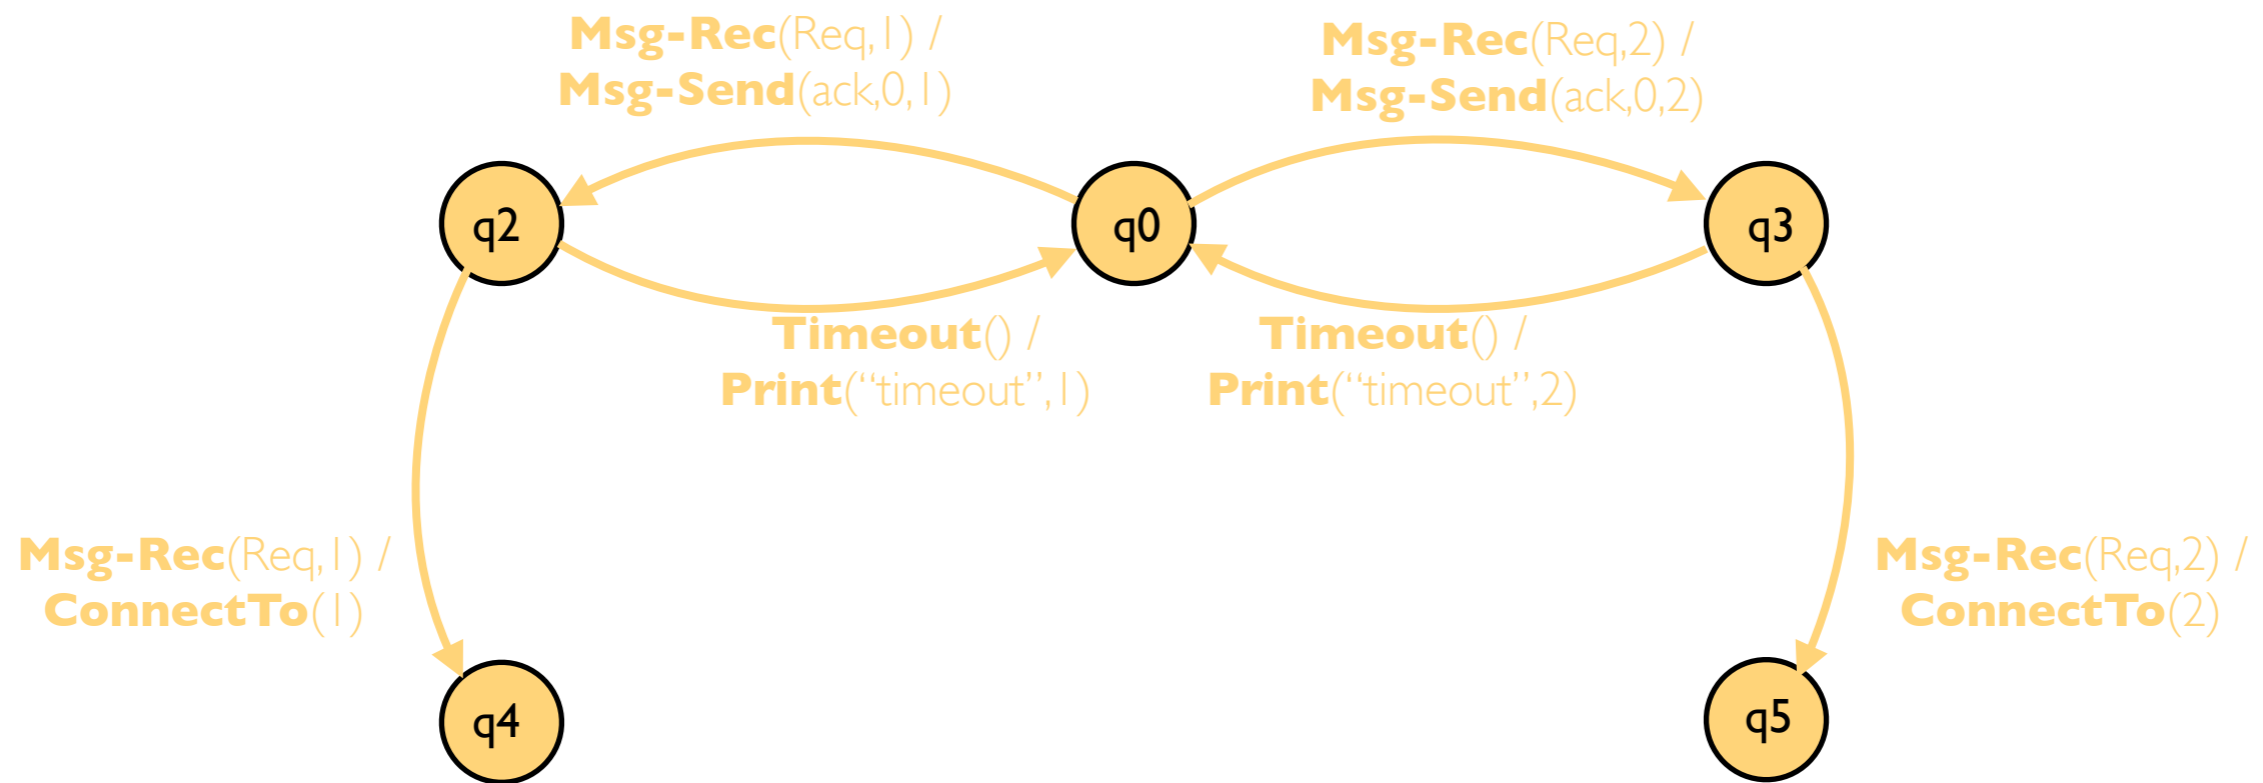 Msg-Rec(Req,1) /
Msg-Send(ack,0,1)
Msg-Rec(Req,2) /
Msg-Send(ack,0,2)
q2
q0
q3
Timeout() /
Print(“timeout”,1)
Timeout() /
Print(“timeout”,2)
Msg-Rec(Req,1) /
ConnectTo(1)
Msg-Rec(Req,2) /
ConnectTo(2)
q4
q5